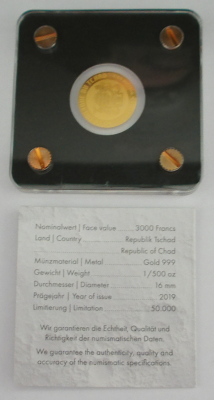 Nominalwert | Face value 3000 Francs
Land | Country Republik Tschad
Republic of Chad
Münzmaterial | Metal Gold 999
Gewicht | Weight 1/500 oz
Durchmesser | Diameter 16 mm
Prägejahr | Year of issue 2019
Limitierung | Limitation 50.000
Wir garantieren die Echtheit, Qualität und
Richtigkeit der numismatischen Daten.
We guarantee the authenticity, quality and
accuracy of the numismatic specifications.